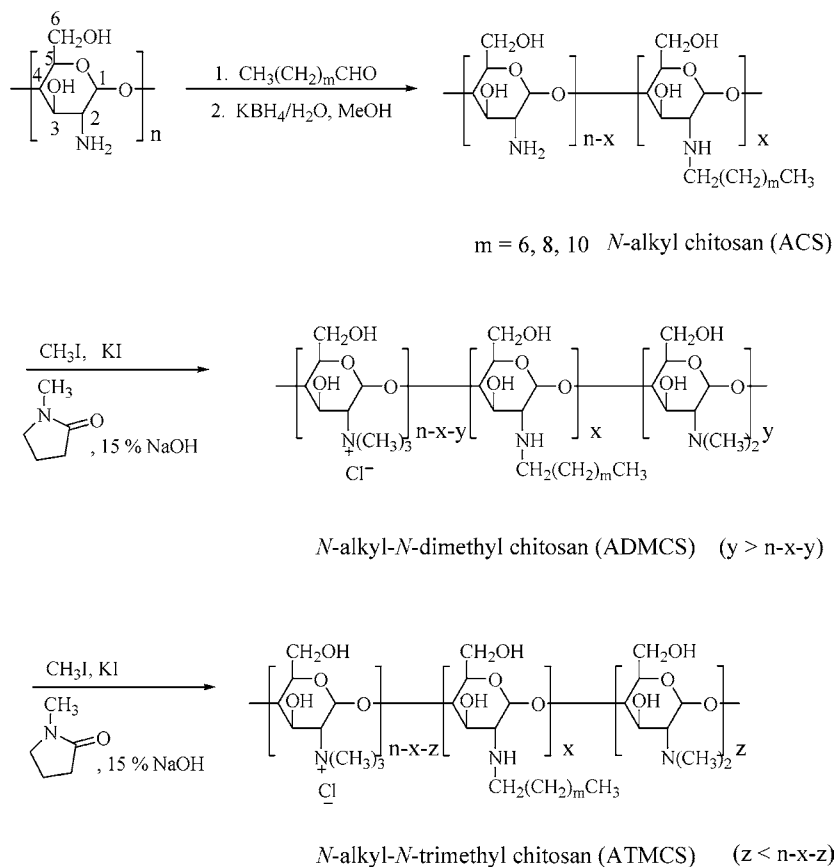 6
CH₂OH CH₂OH CH₂OH
5
O O O
4 OH 1 O 1. CH₃(CH₂)ₘCHO OH O OH O
3 2 2. KBH₄/H₂O, MeOH
NH₂ n NH₂ n-x NH x
CH₂(CH₂)ₘCH₃
m = 6, 8, 10 N-alkyl chitosan (ACS)
CH₂OH CH₂OH CH₂OH
CH₃I, KI O O O
CH₃ OH O OH O OH O
N O n-x-y x y
, 15 % NaOH N(CH₃)₃ NH N(CH₃)₂
+
Cl⁻ CH₂(CH₂)ₘCH₃
N-alkyl-N-dimethyl chitosan (ADMCS) (y > n-x-y)
CH₂OH CH₂OH CH₂OH
CH₃I, KI O O O
CH₃ OH O OH O OH O
N O n-x-z x z
, 15 % NaOH N(CH₃)₃ NH N(CH₃)₂
+
Cl⁻ CH₂(CH₂)ₘCH₃
N-alkyl-N-trimethyl chitosan (ATMCS) (z < n-x-z)